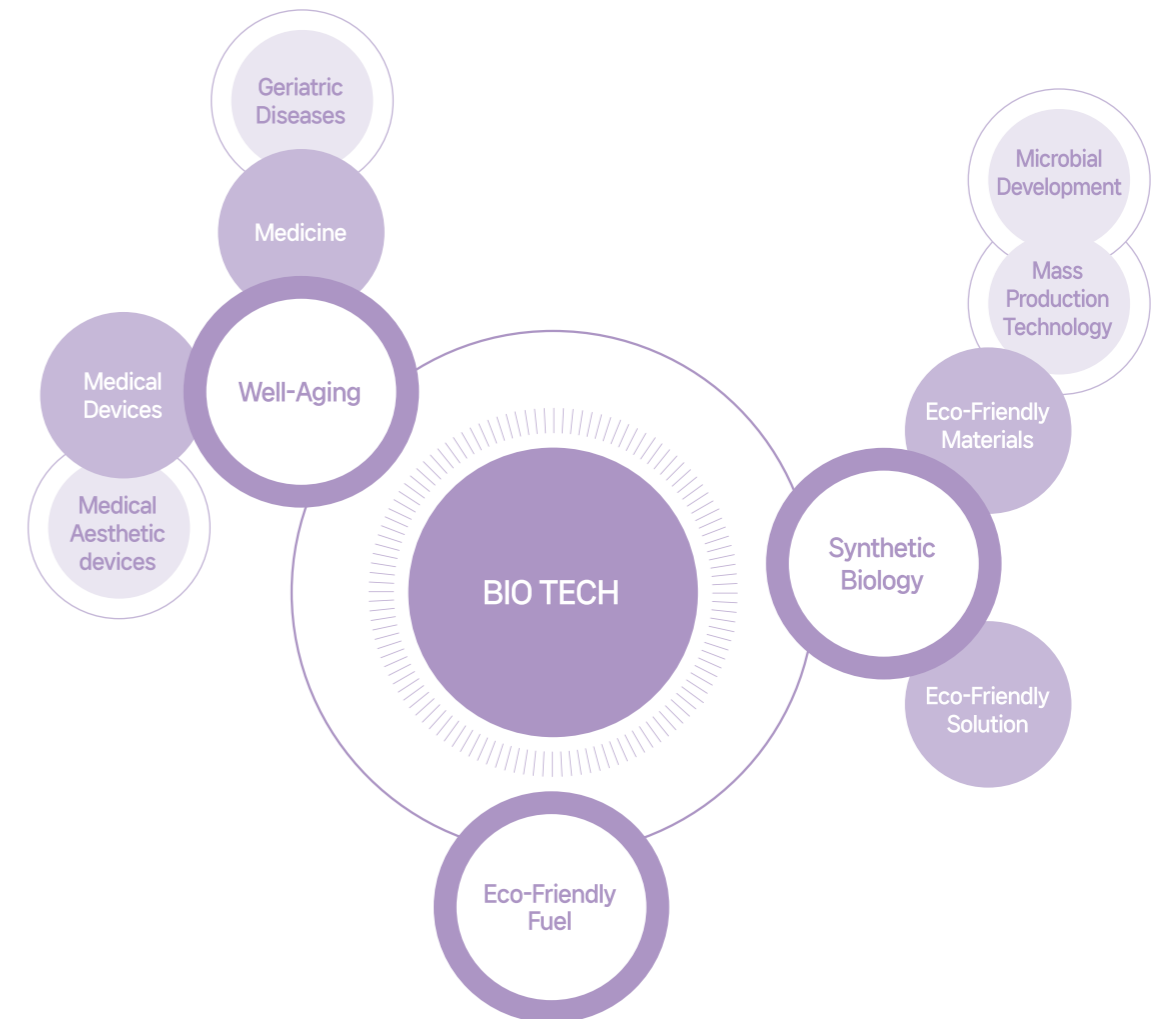 Geriatric
Diseases
Medicine
Medical
Devices
Medical
Aesthetic
devices
Well-Aging
BIO TECH
Microbial
Development
Mass
Production
Technology
Eco-Friendly
Materials
Synthetic
Biology
Eco-Friendly
Solution
Eco-Friendly
Fuel